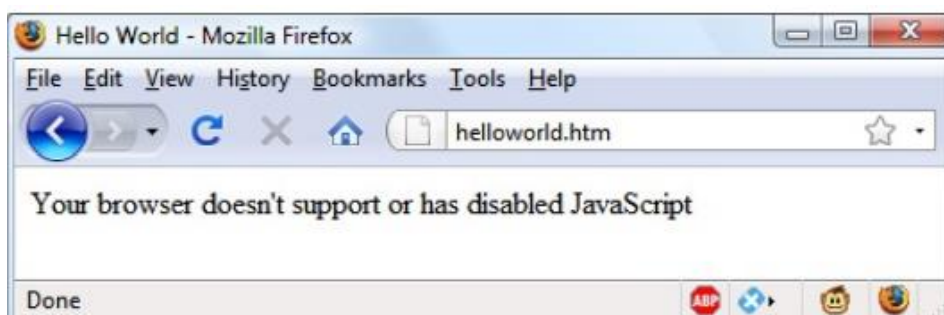 Hello World - Mozilla Firefox
File Edit View History Bookmarks Tools Help
helloworld.htm
Your browser doesn't support or has disabled JavaScript
Done
ABP